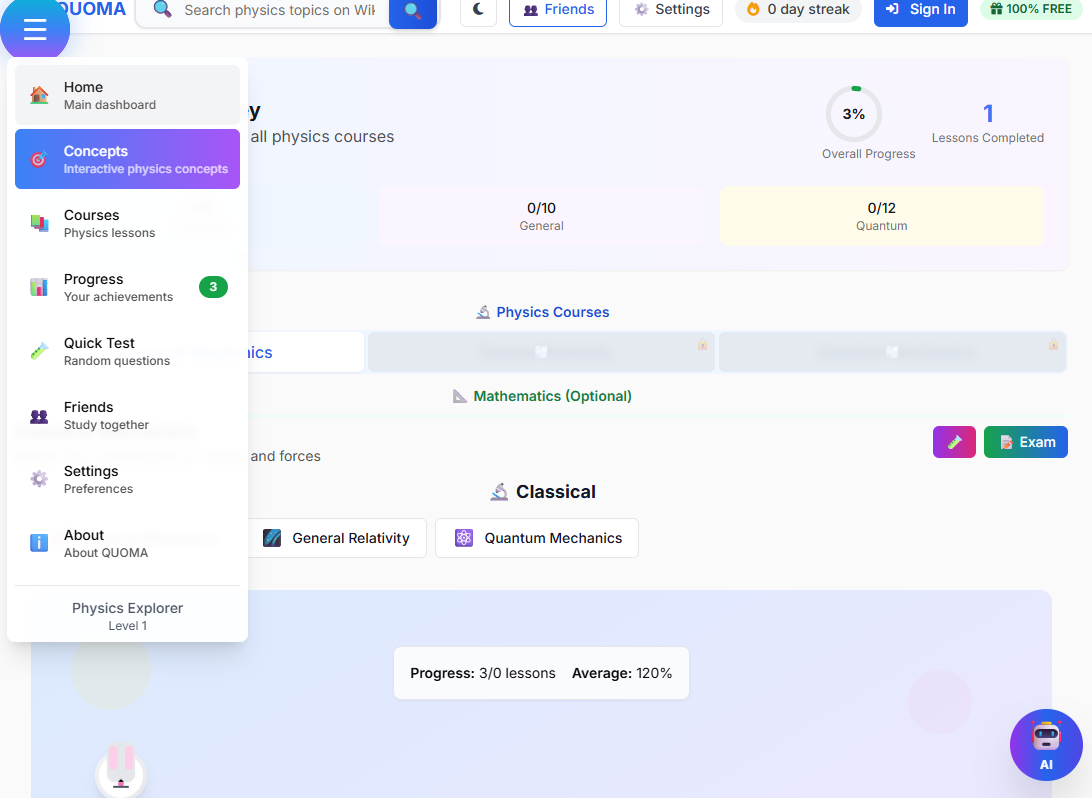 QUOMA
Search physics topics on Wik
Friends
Settings
0 day streak
Sign In
100% FREE
Home
Main dashboard
Concepts
Interactive physics concepts
Courses
Physics lessons
Progress
Your achievements
3
Quick Test
Random questions
Friends
Study together
Settings
Preferences
About
About QUOMA
Physics Explorer
Level 1
all physics courses
3%
Overall Progress
1
Lessons Completed
0/10
General
0/12
Quantum
Physics Courses
Mathematics (Optional)
and forces
Exam
Classical
General Relativity
Quantum Mechanics
Progress: 3/0 lessons Average: 120%
AI